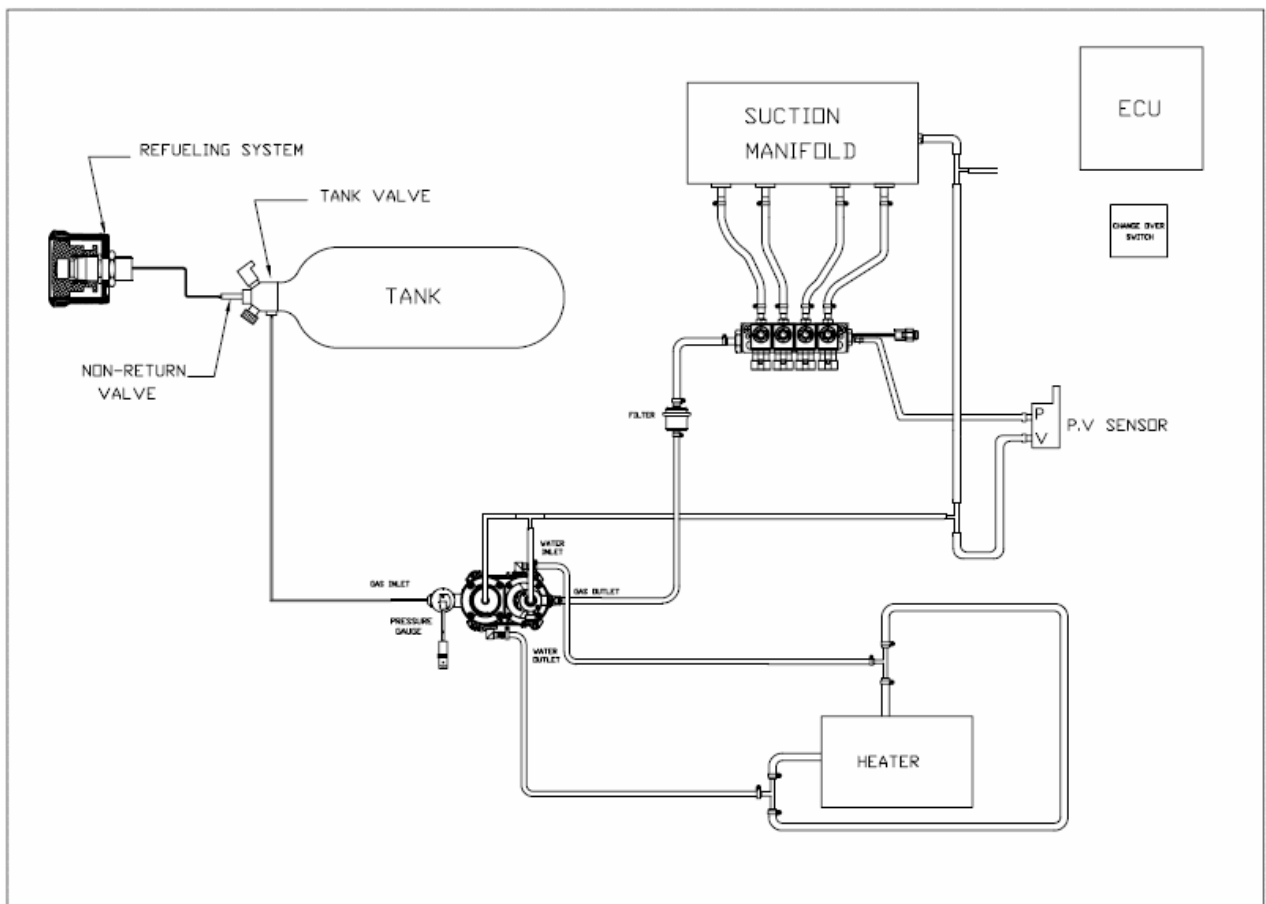 REFUELING SYSTEM
TANK VALVE
TANK
NON-RETURN
VALVE
SUCTION
MANIFOLD
ECU
CHANGE OVER
SWITCH
FILTER
P
V
P.V SENSOR
WATER
INLET
GAS INLET
GAS OUTLET
PRESSURE
GAUGE
WATER
OUTLET
HEATER